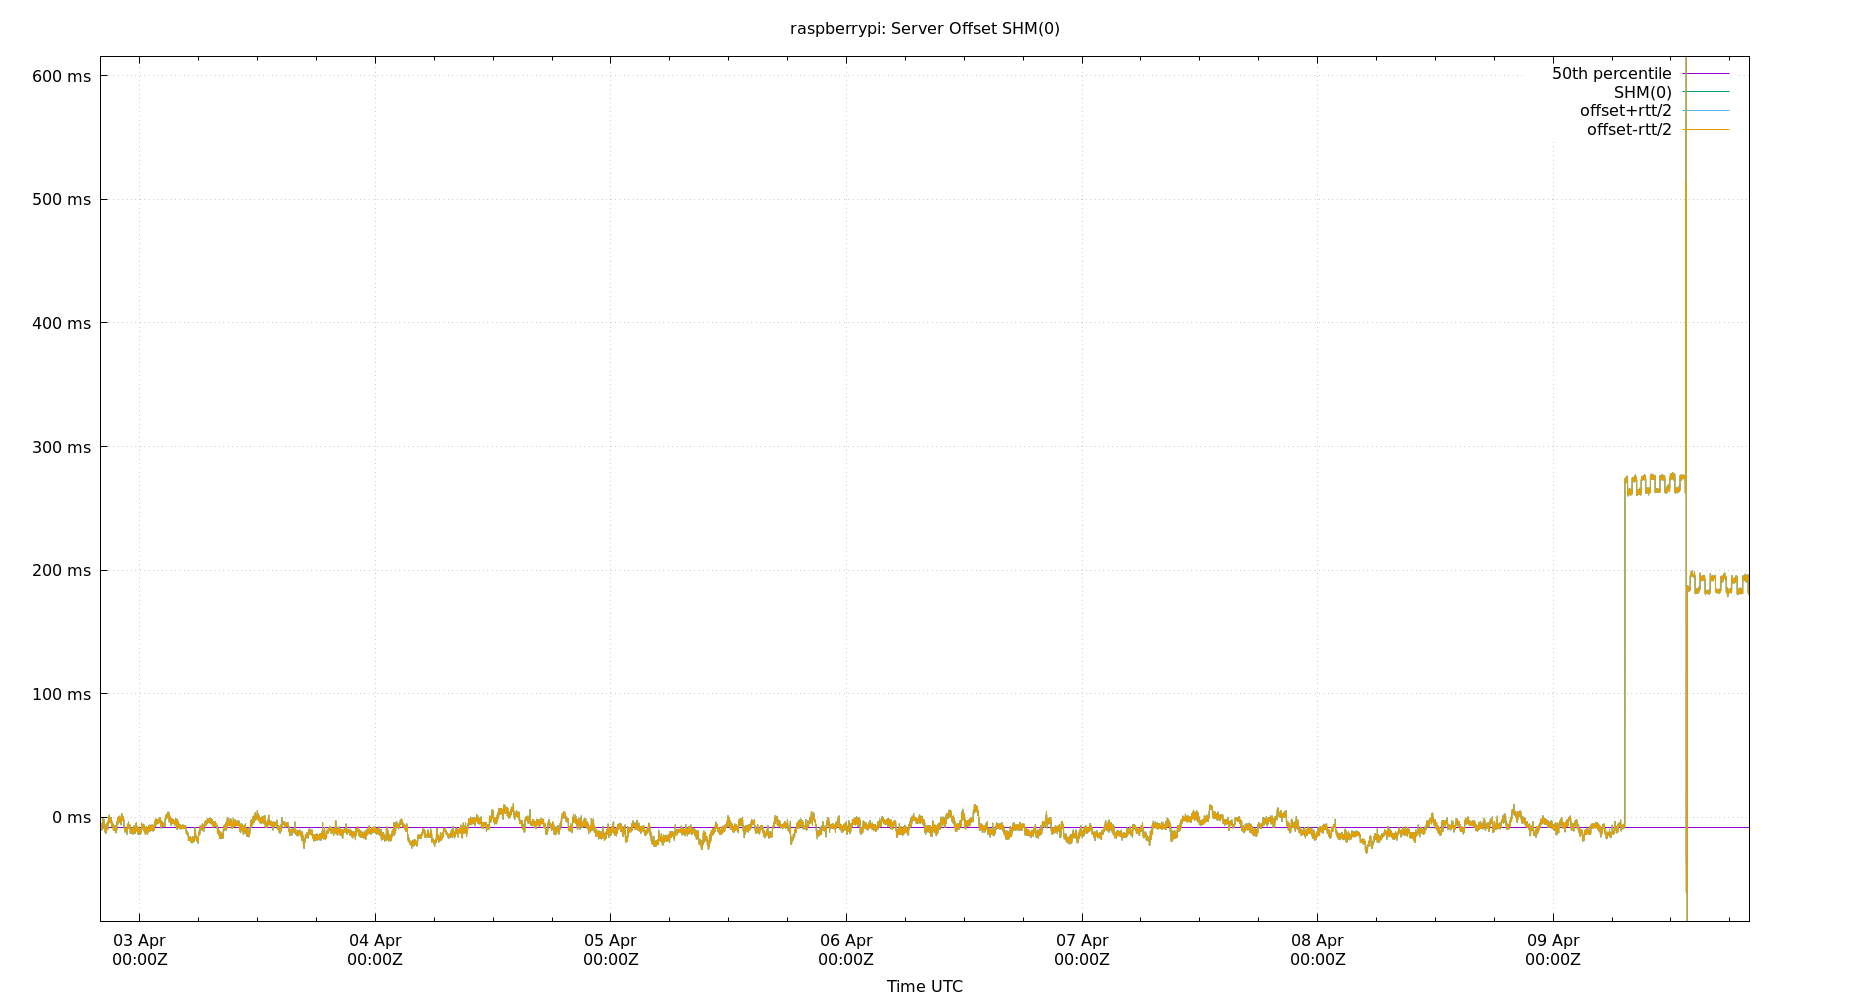 raspberrypi: Server Offset SHM(0)
600 ms
500 ms
400 ms
300 ms
200 ms
100 ms
0 ms
50th percentile
SHM(0)
offset+rtt/2
offset-rtt/2
03 Apr 04 Apr 05 Apr 06 Apr 07 Apr 08 Apr 09 Apr
00:00Z 00:00Z 00:00Z 00:00Z 00:00Z 00:00Z 00:00Z
Time UTC